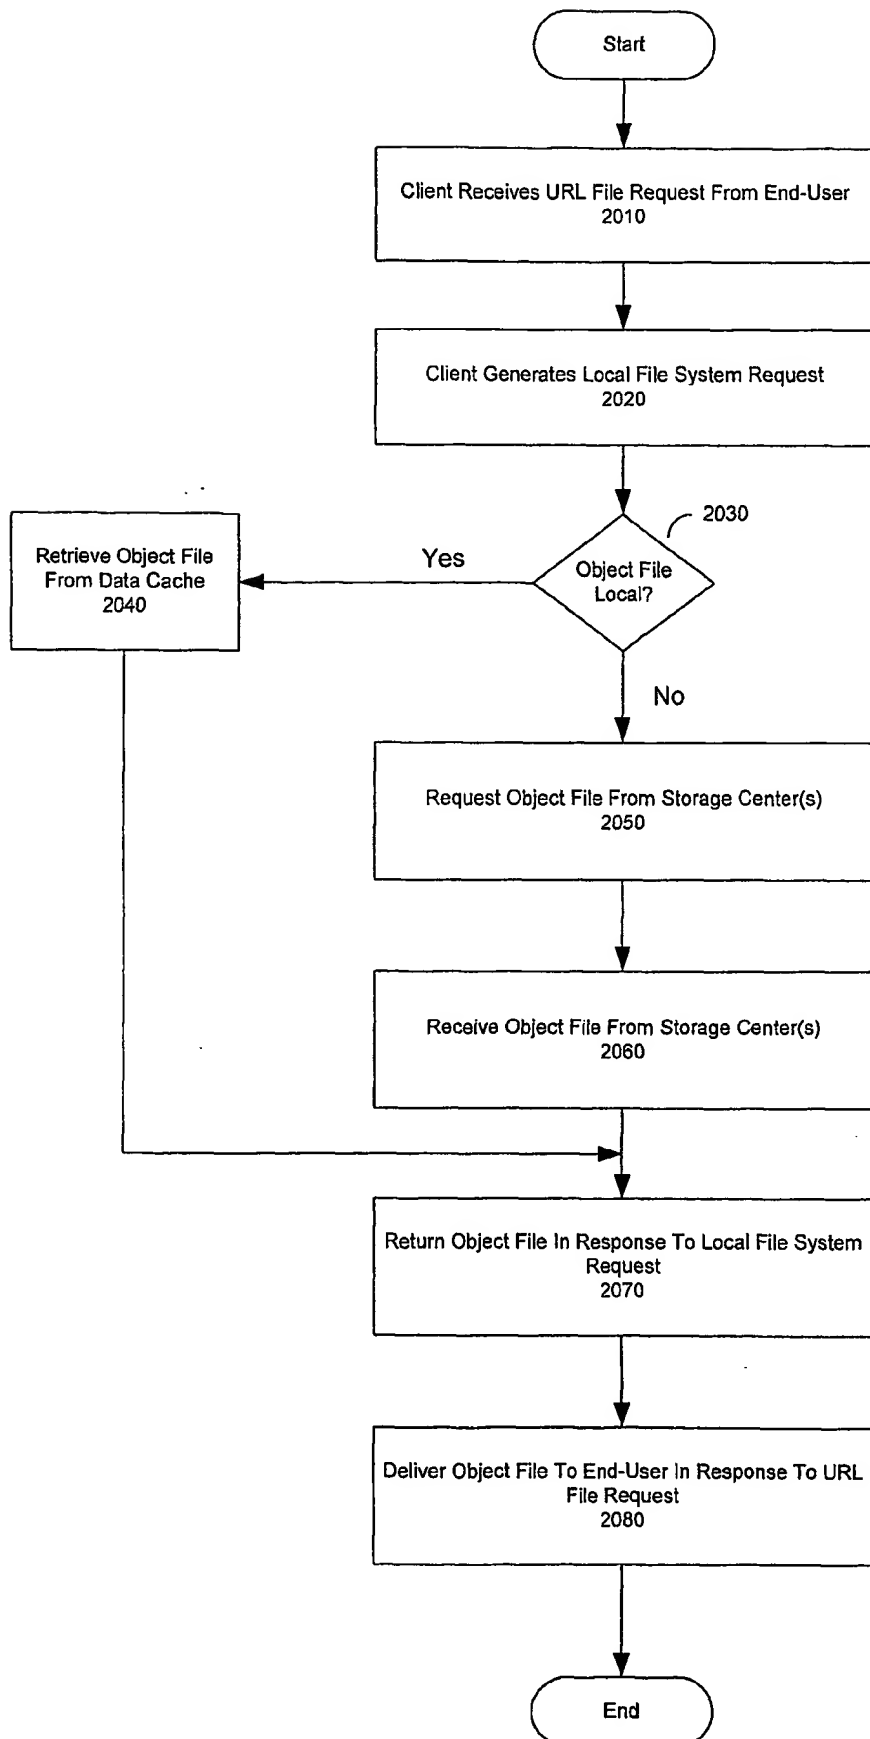 Start
Client Receives URL File Request From End-User
2010
Client Generates Local File System Request
2020
2030
Object File
Local?
Yes
Retrieve Object File
From Data Cache
2040
No
Request Object File From Storage Center(s)
2050
Receive Object File From Storage Center(s)
2060
Return Object File In Response To Local File System
Request
2070
Deliver Object File To End-User In Response To URL
File Request
2080
End